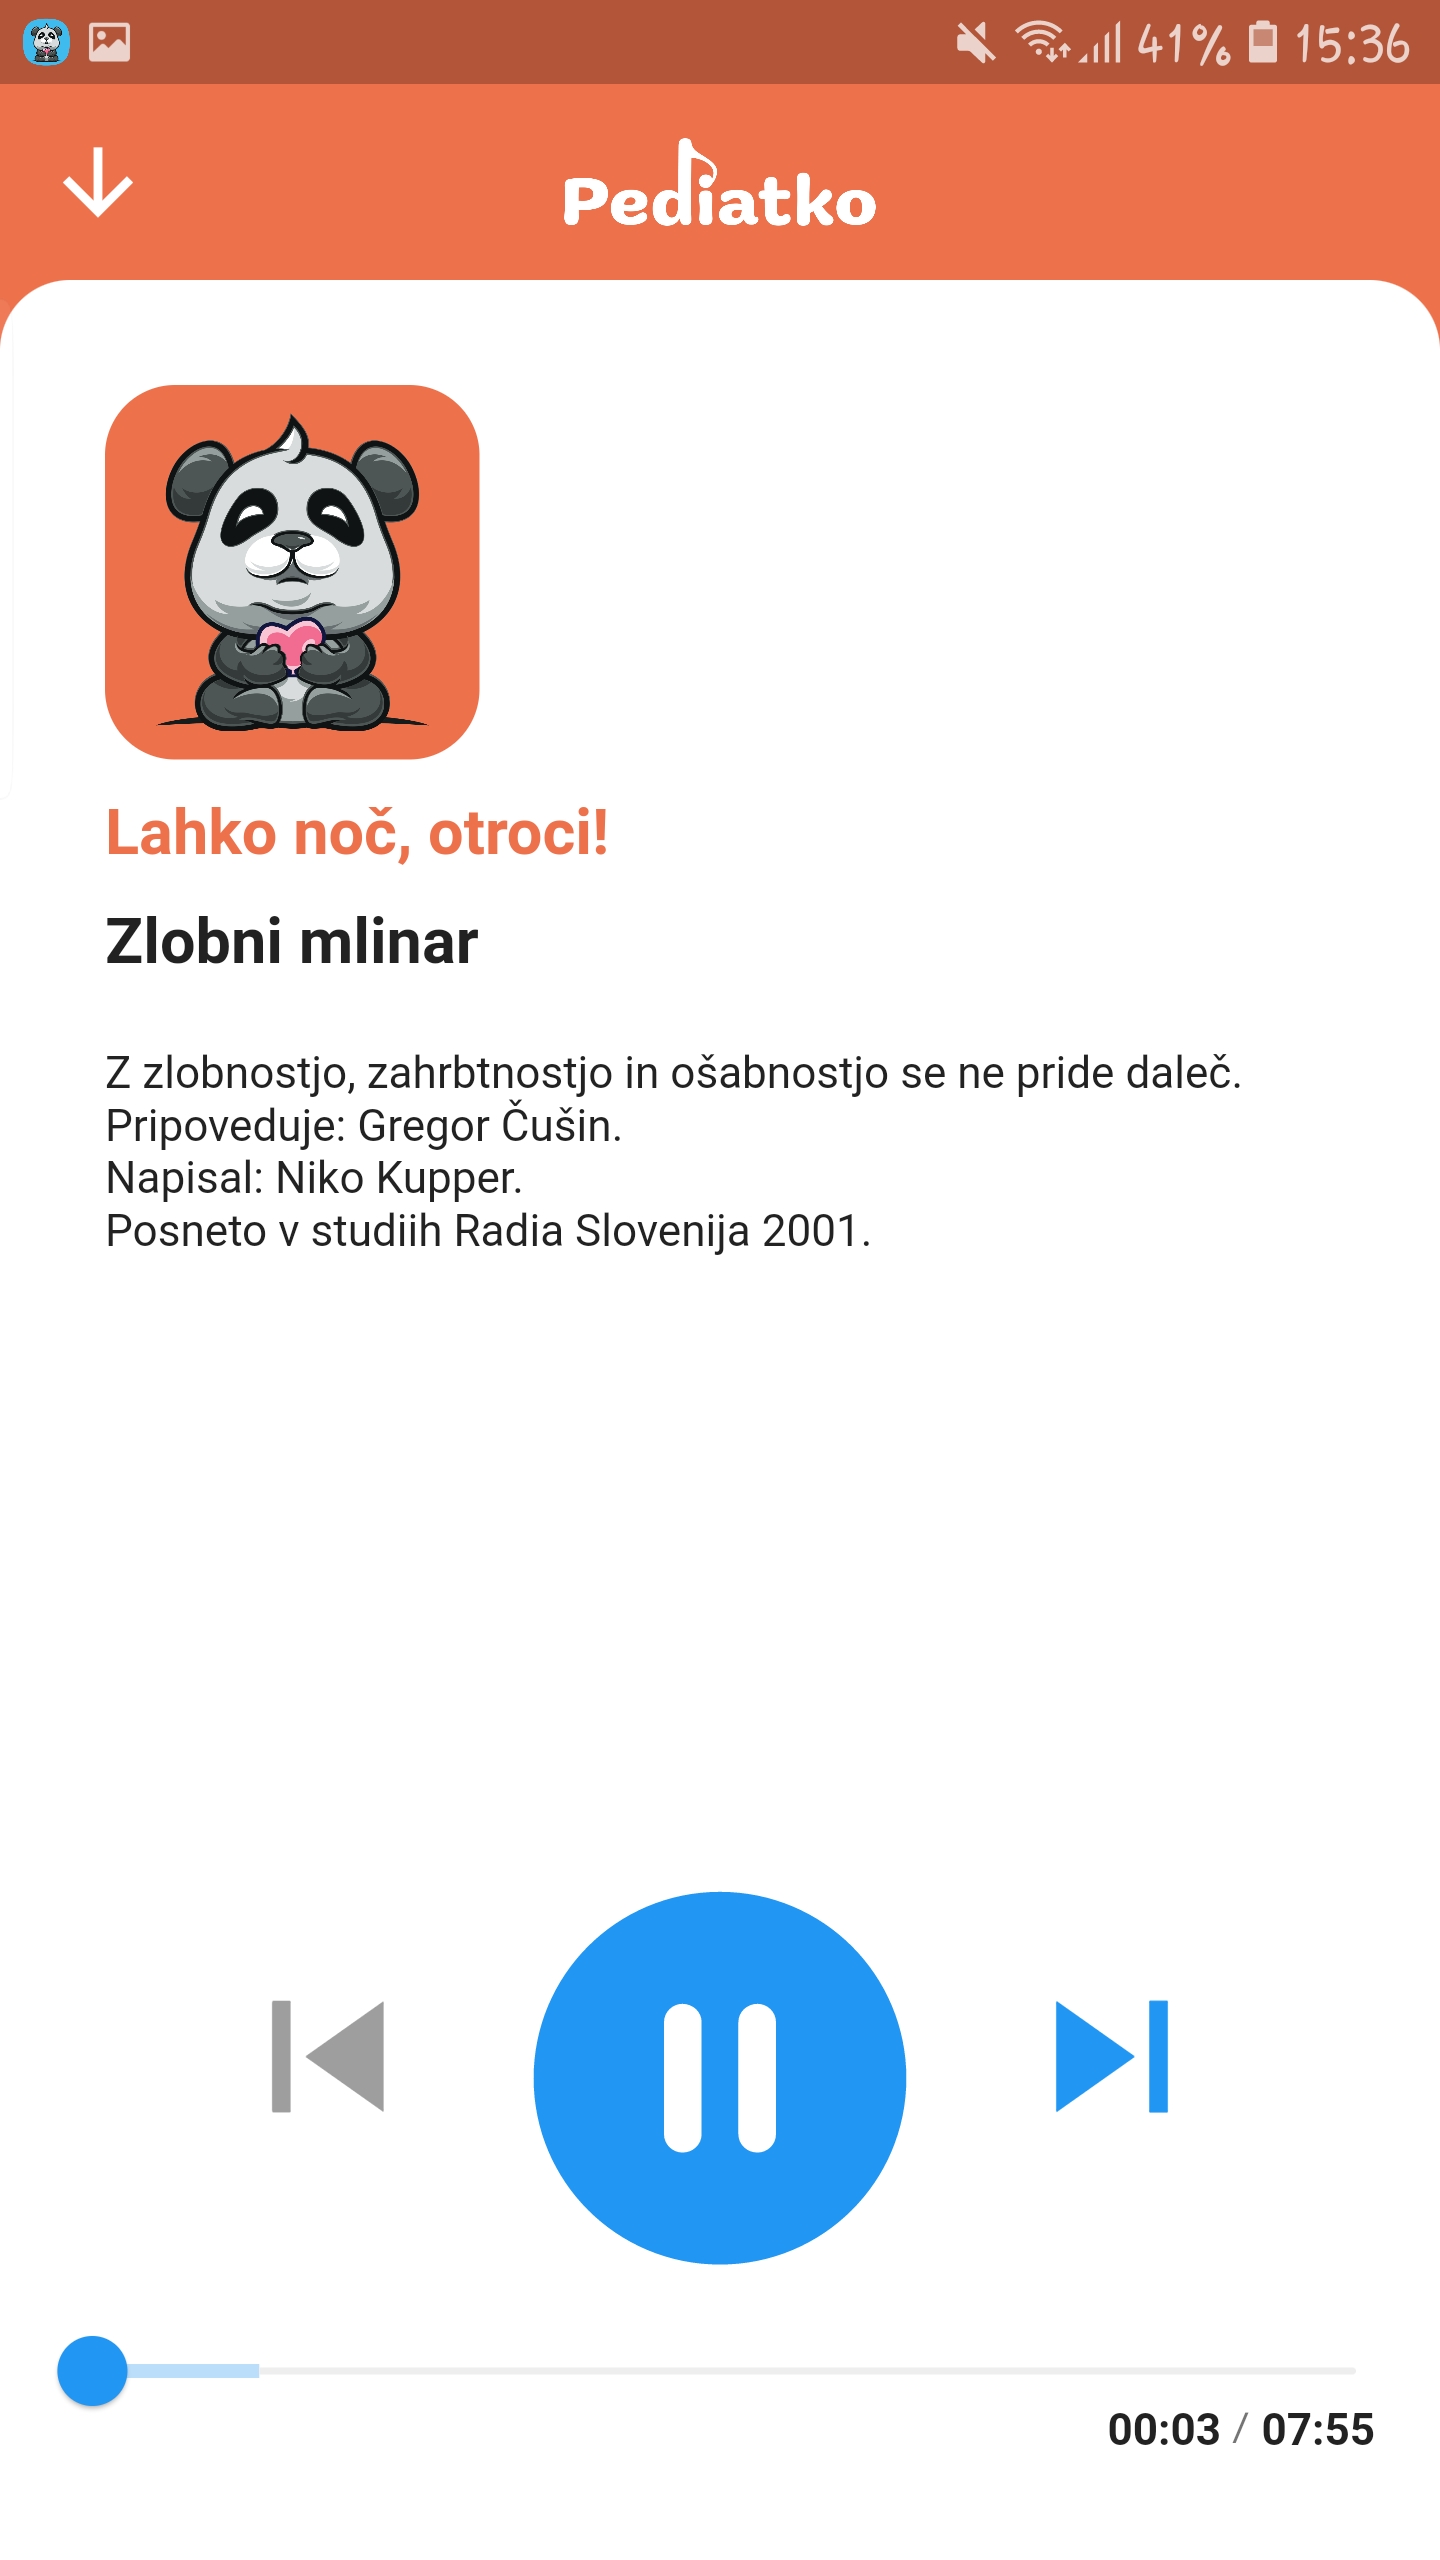 41% 15:36
Pediatko
Lahko noč, otroci!
Zlobni mlinar
Z zlobnostjo, zahrbtnostjo in ošabnostjo se ne pride daleč.
Pripoveduje: Gregor Čušin.
Napisal: Niko Kupper.
Posneto v studiih Radia Slovenija 2001.
00:03 / 07:55